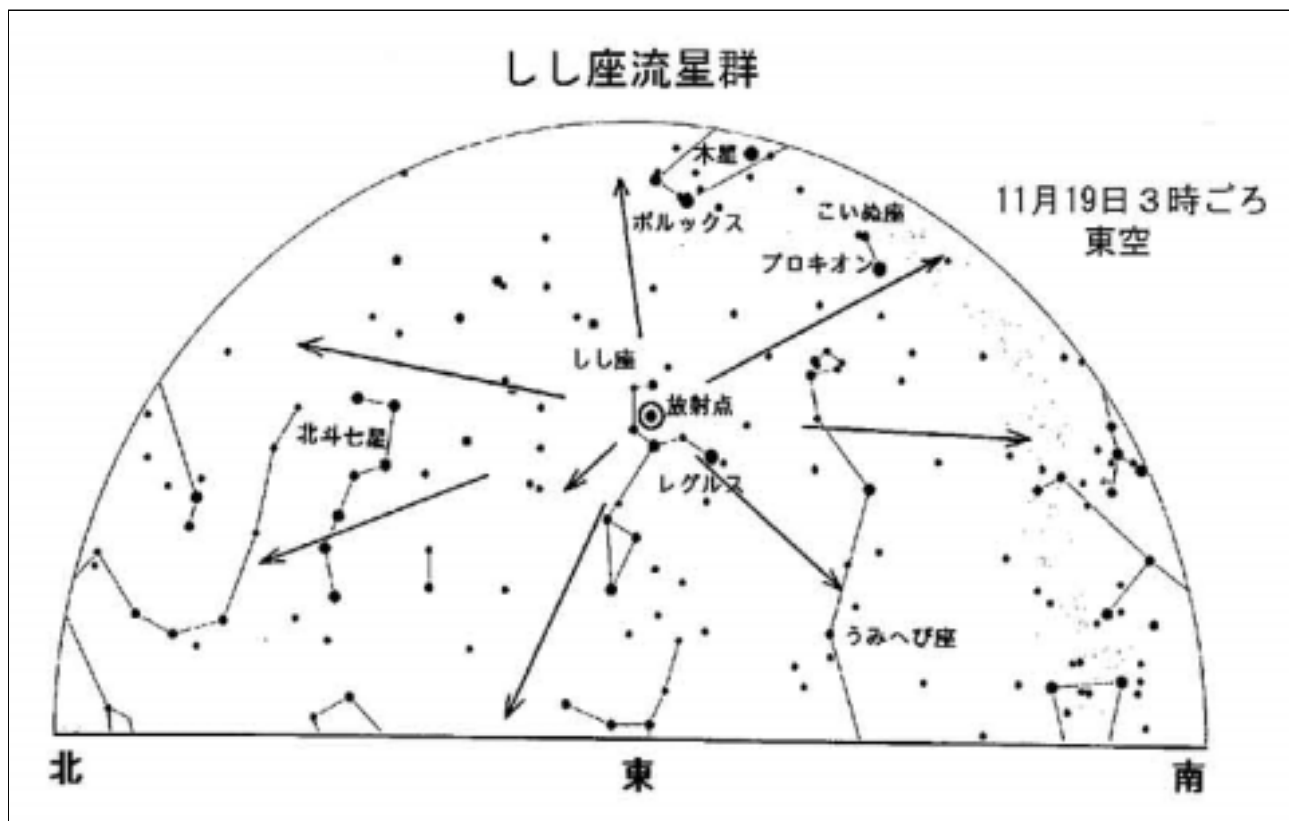 しし座流星群
木星
ポルックス
こいぬ座
プロキオン
11月19日3時ごろ
東空
しし座
放射点
北斗七星
レグルス
うみへび座
北
東
南